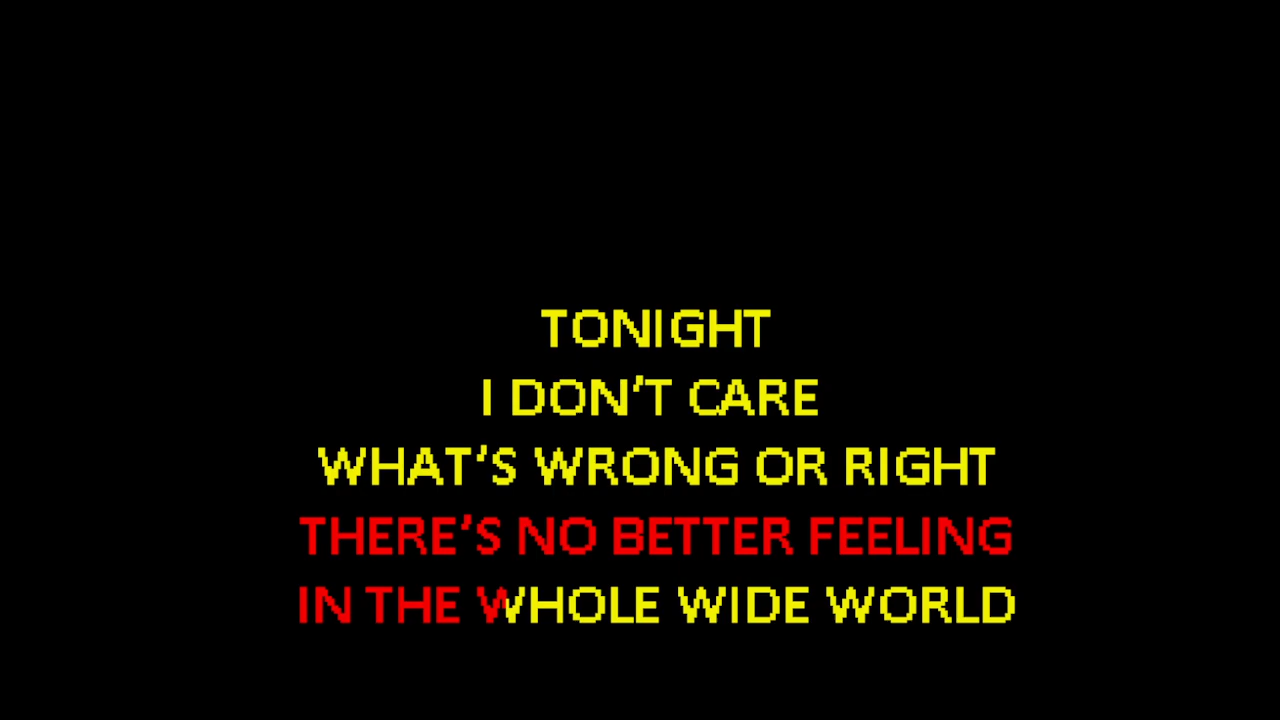 TONIGHT
I DON'T CARE
WHAT'S WRONG OR RIGHT
THERE'S NO BETTER FEELING
IN THE WHOLE WIDE WORLD